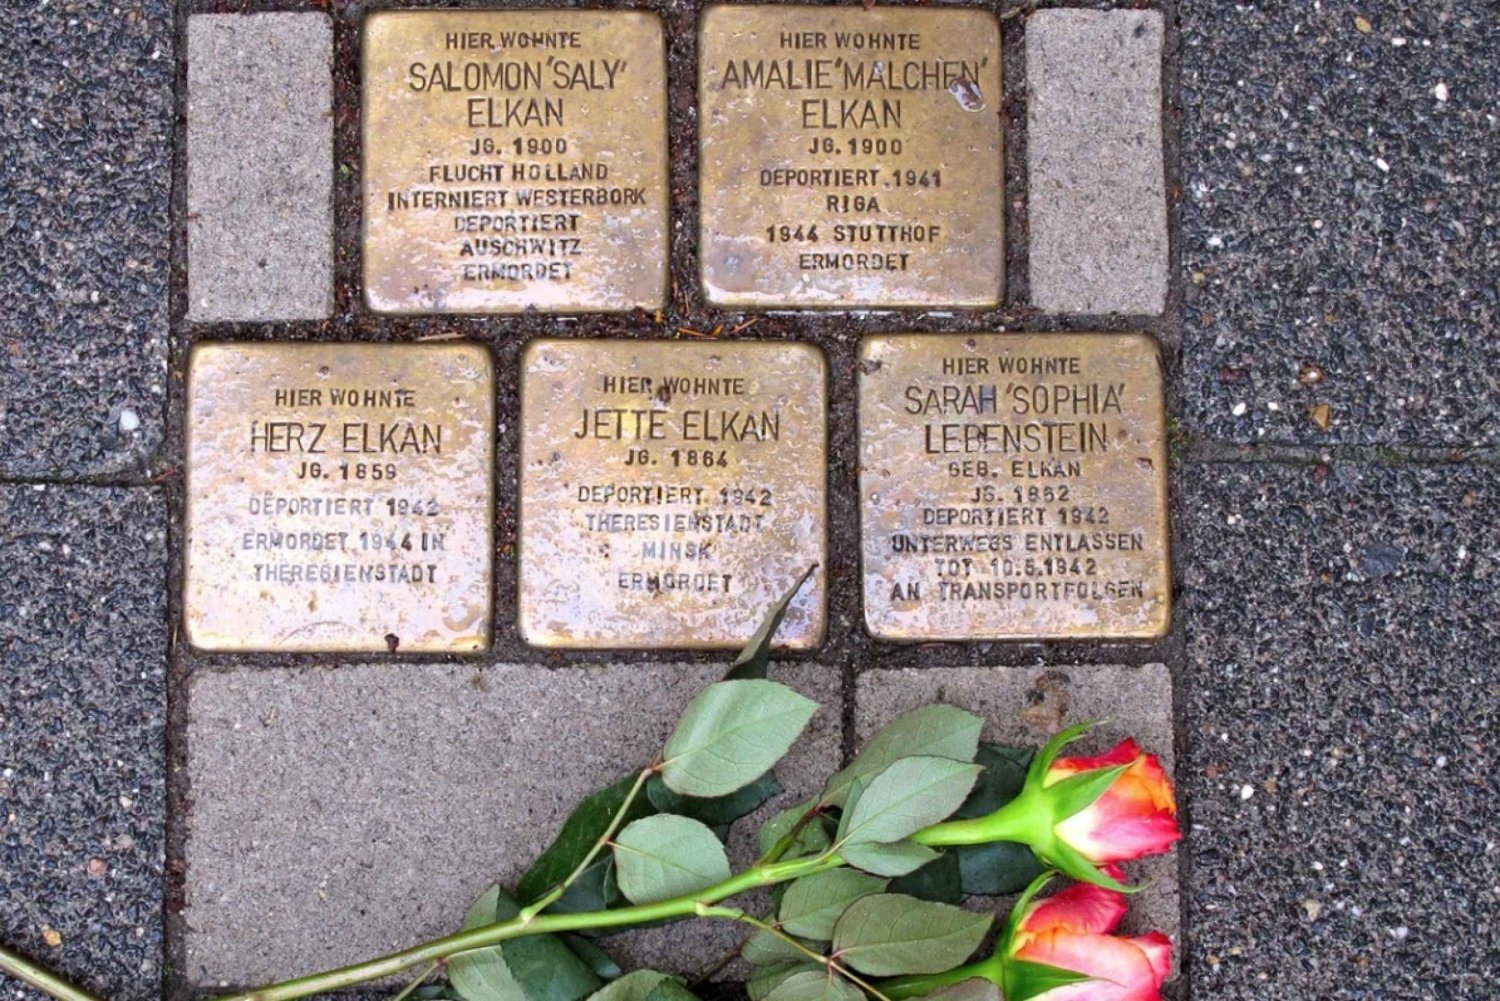 HIER WOHNTE
SALOMON 'SALY'
ELKAN
JG. 1900
FLUCHT HOLLAND
INTERNIERT WESTERBORK
DEPORTIERT
AUSCHWITZ
ERMORDET
HIER WOHNTE
AMALIE 'MALCHEN'
ELKAN
JG. 1900
DEPORTIERT 1941
RIGA
1944 STUTTHOF
ERMORDET
HIER WOHNTE
HERZ ELKAN
JG. 1859
DEPORTIERT 1942
ERMORDET 1944 IN
THERESIENSTADT
HIER WOHNTE
JETTE ELKAN
JG. 1864
DEPORTIERT 1942
THERESIENSTADT
MINSK
ERMORDET
HIER WOHNTE
SARAH 'SOPHIA'
LEBENSTEIN
GEB. ELKAN
JG. 1862
DEPORTIERT 1942
UNTERWEGS ENTLASSEN
TOT 10.5.1942
AN TRANSPORTFOLGEN